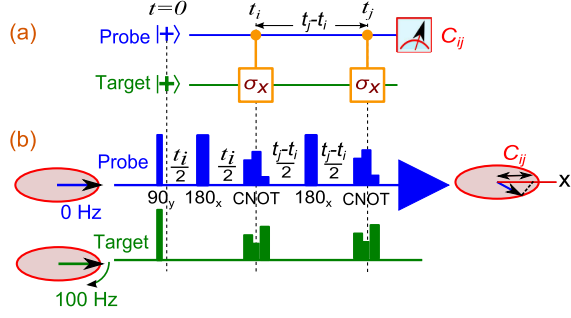 t=0 t_i t_j
(a) t_j-t_i
Probe |+⟩ C_ij
Target |+⟩ σ_x σ_x
(b) Probe t_i/2 t_i/2 t_j-t_i/2 t_j-t_i/2 C_ij
X
0 Hz 90_y 180_x CNOT 180_x CNOT
Target
100 Hz